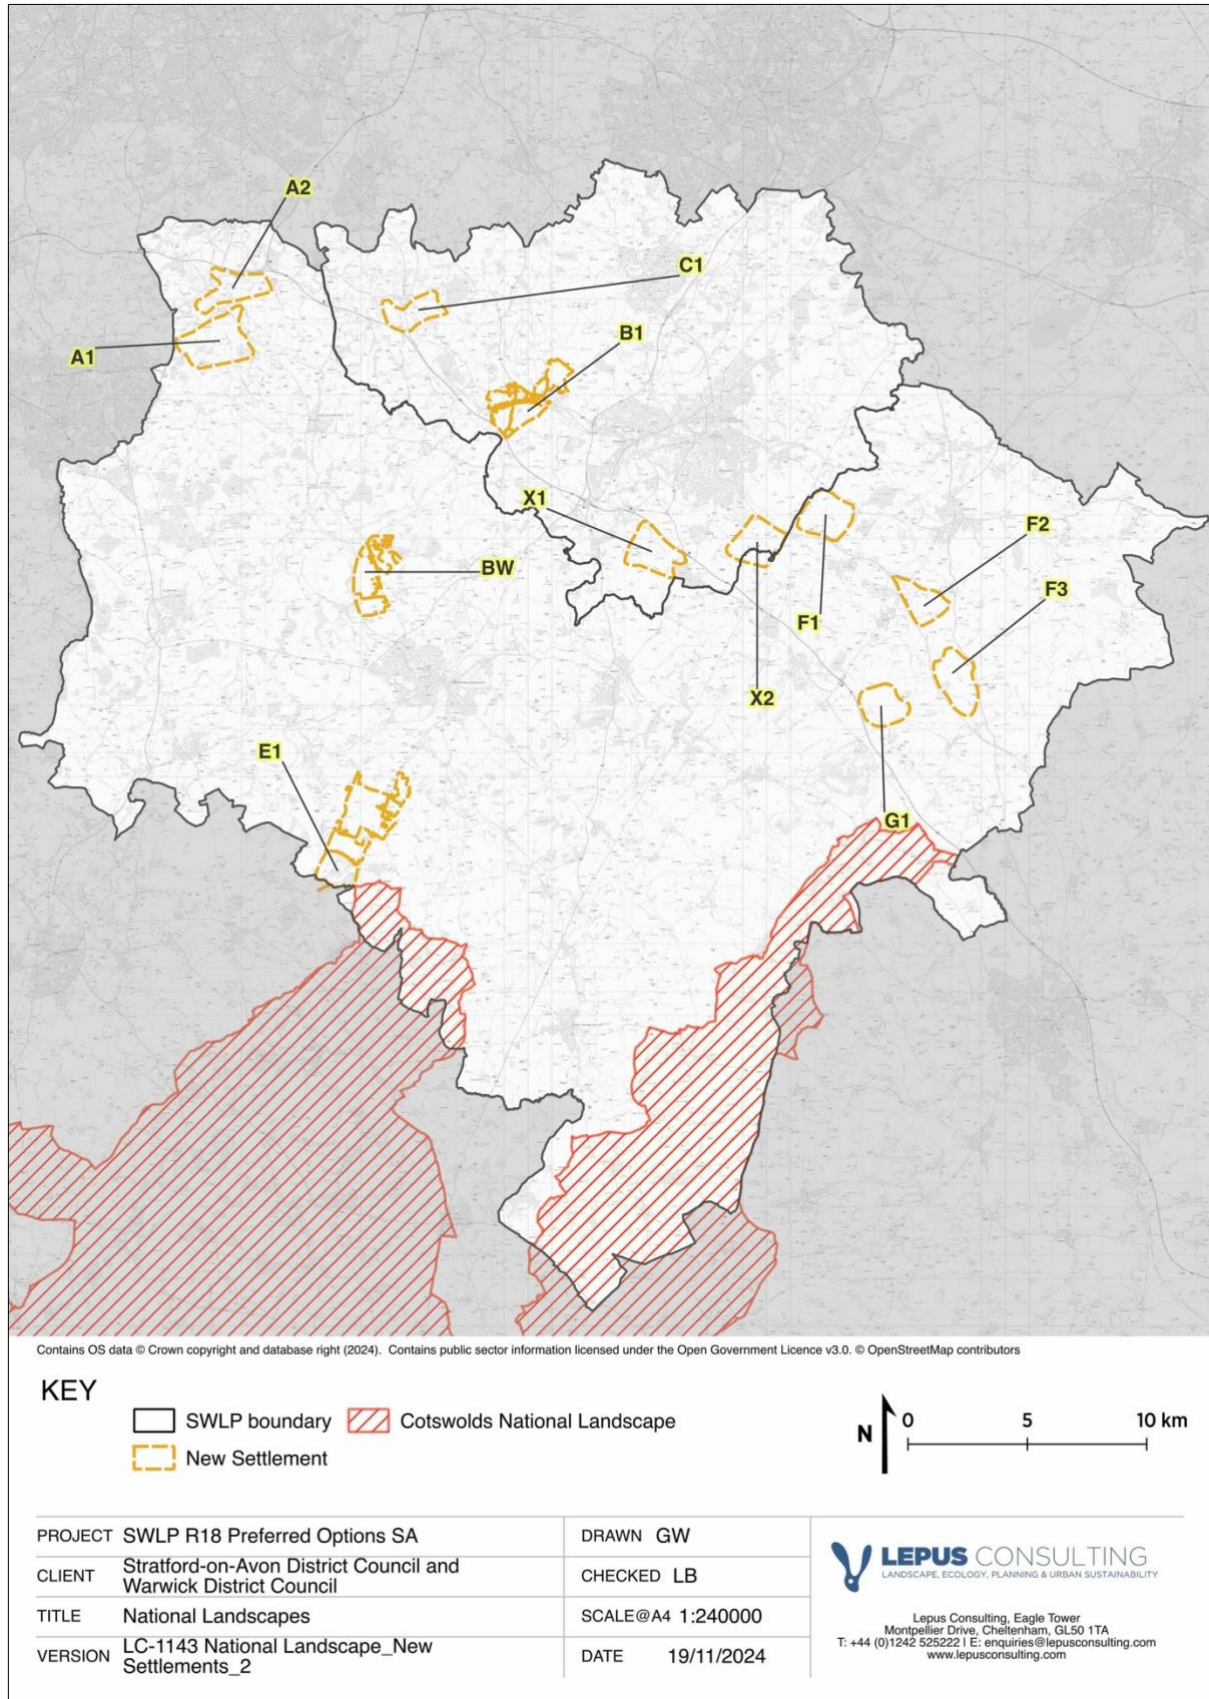 A2
C1
B1
A1
X1
F2
BW
F3
F1
X2
E1
G1
Contains OS data © Crown copyright and database right (2024). Contains public sector information licensed under the Open Government Licence v3.0. © OpenStreetMap contributors
KEY
SWLP boundary
Cotswolds National Landscape
New Settlement
N
0 5 10 km
PROJECT SWLP R18 Preferred Options SA
CLIENT Stratford-on-Avon District Council and
Warwick District Council
TITLE National Landscapes
VERSION LC-1143 National Landscape_New
Settlements_2
DRAWN GW
CHECKED LB
SCALE@A4 1:240000
DATE 19/11/2024
LEPUS CONSULTING
LANDSCAPE, ECOLOGY, PLANNING & URBAN SUSTAINABILITY
Lepus Consulting, Eagle Tower
Montpellier Drive, Cheltenham, GL50 1TA
T: +44 (0)1242 525222 | E: enquiries@lepusconsulting.com
www.lepusconsulting.com